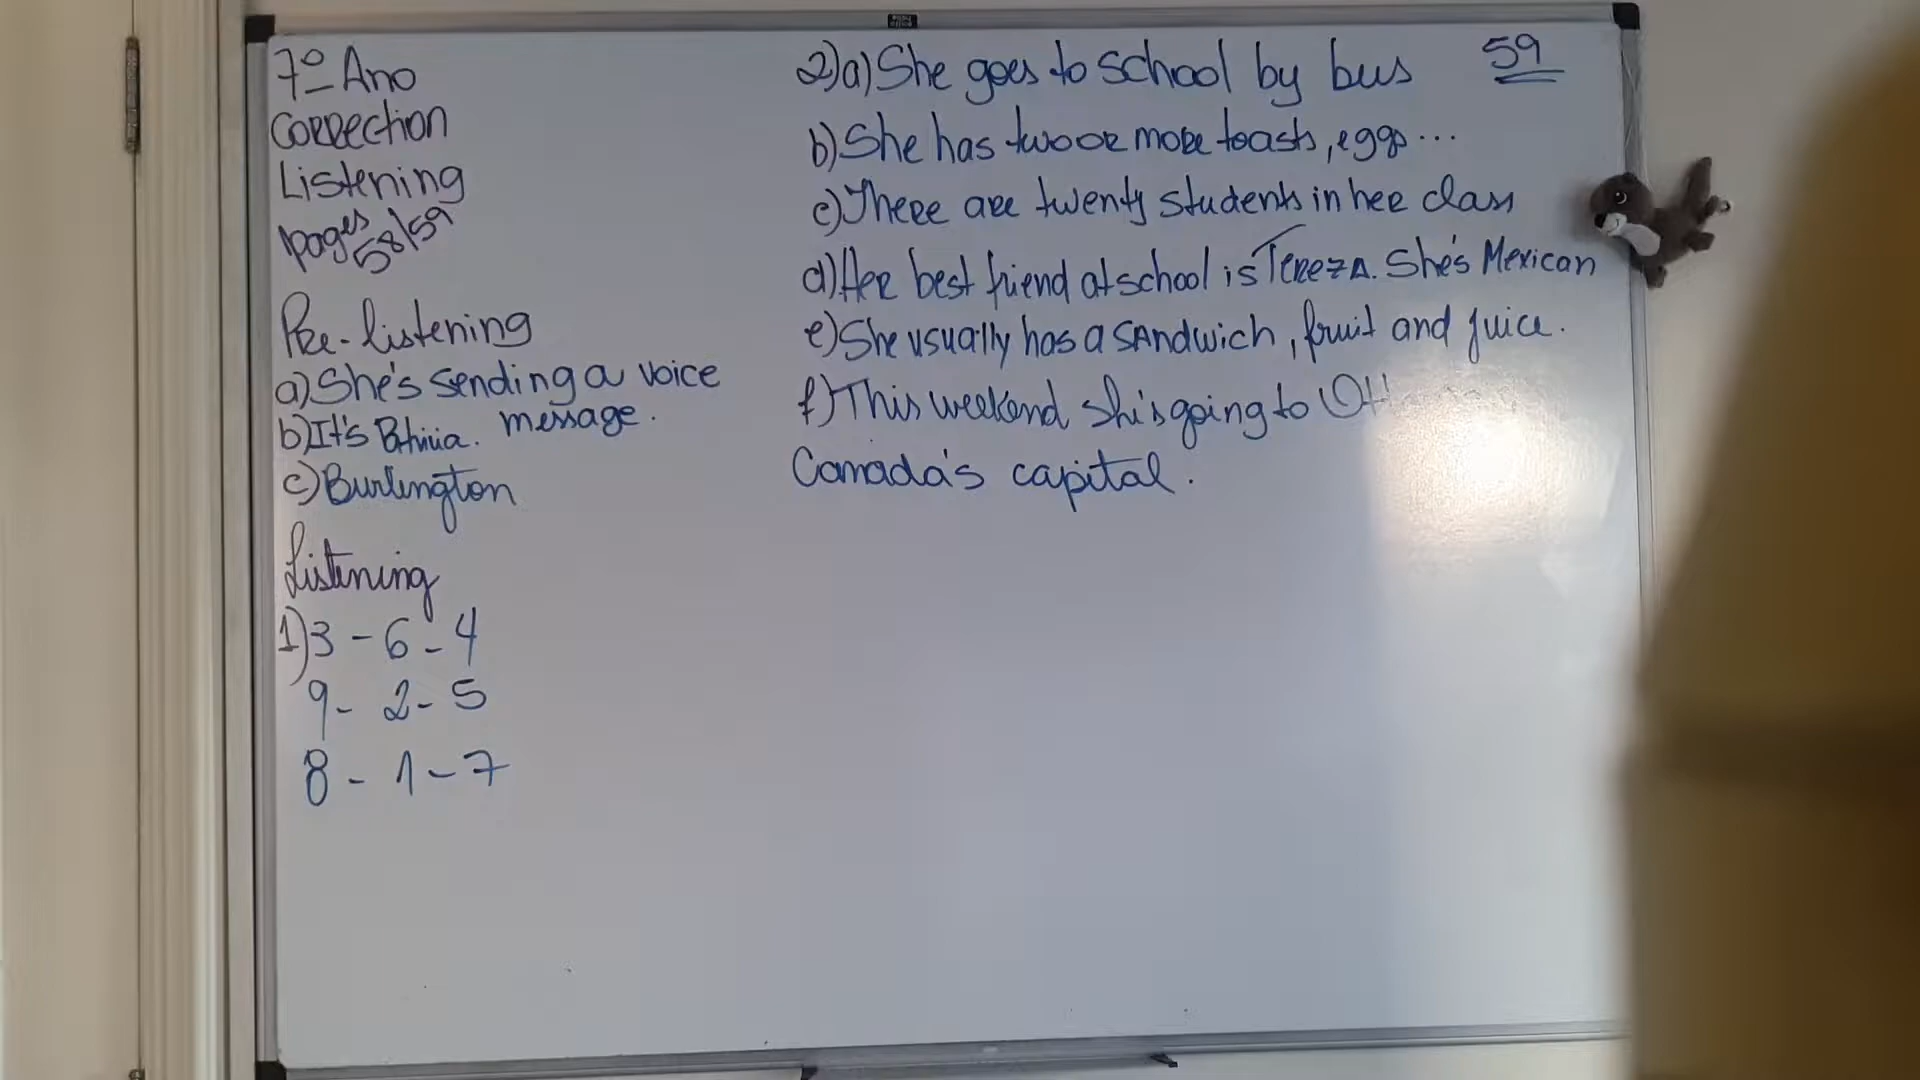 7º Ano
Correction
Listening
pages
58/59
Pre-listening
a) She's sending a voice
message.
b) It's
c) Burlington
Listening
1) 3 - 6 - 4
9 - 2 - 5
8 - 1 - 7
59
2) a) She goes to school by bus
b) She has two or more toasts, eggs...
c) There are twenty students in her class
d) Her best friend at school is Tereza. She's Mexican
e) She usually has a sandwich, fruit and juice.
f) This weekend she's going to
Canada's capital.